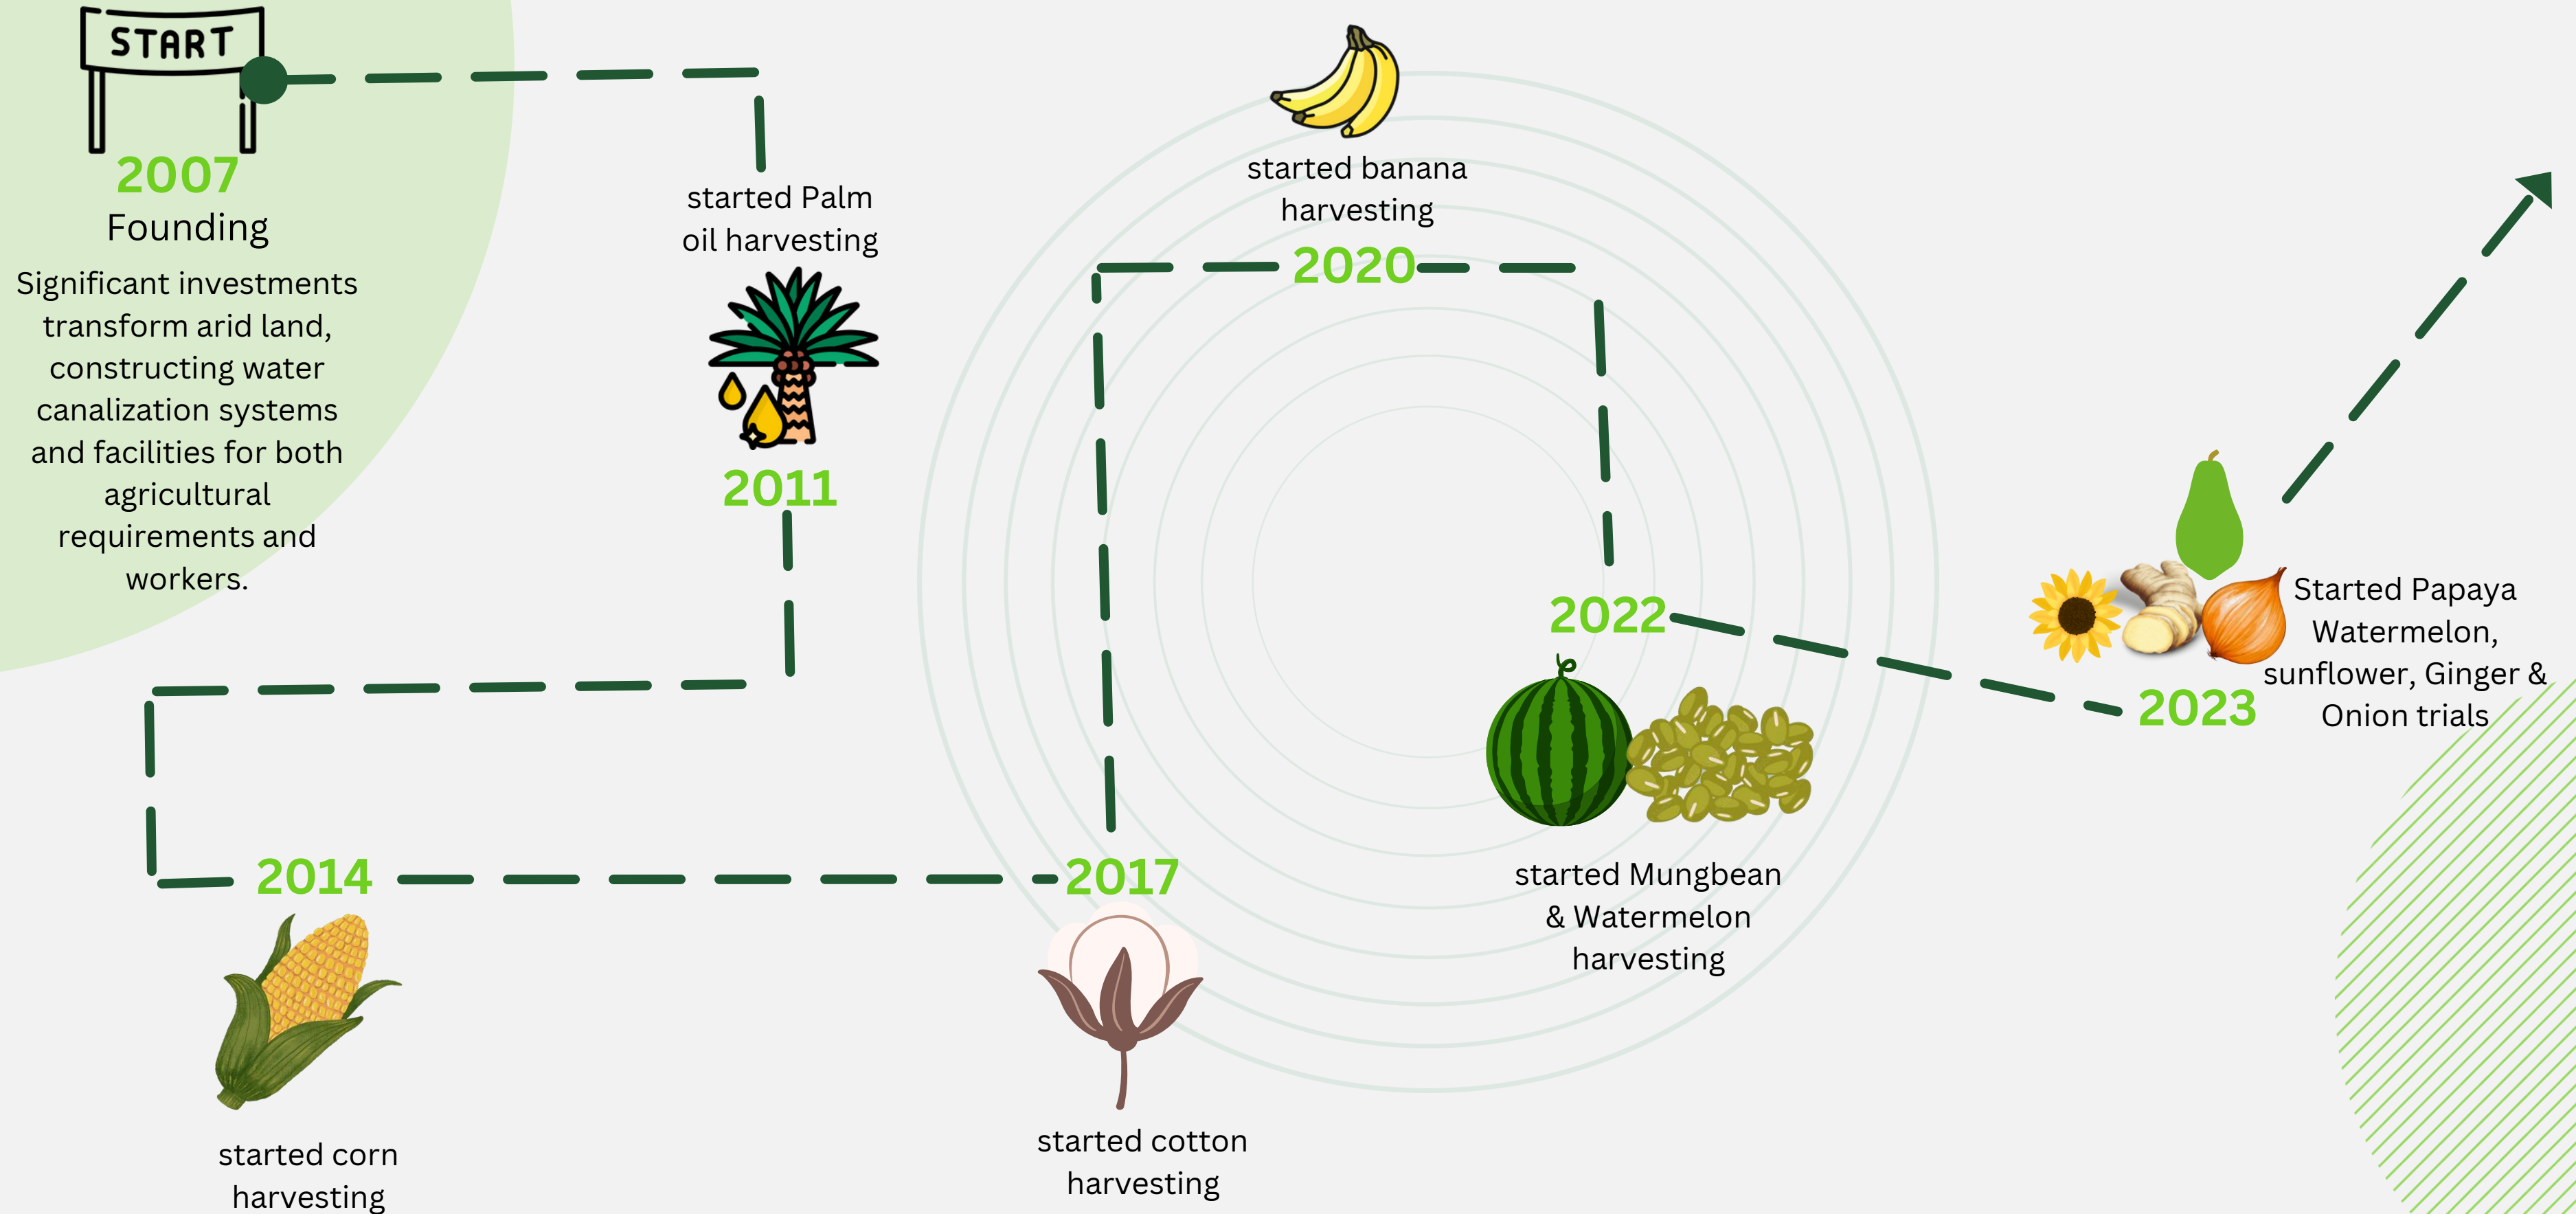 START
2007
Founding
Significant investments
transform arid land,
constructing water
canalization systems
and facilities for both
agricultural
requirements and
workers.
started Palm
oil harvesting
2011
2014
started corn
harvesting
2017
started cotton
harvesting
started banana
harvesting
2020
2022
started Mungbean
& Watermelon
harvesting
2023
Started Papaya
Watermelon,
sunflower, Ginger &
Onion trials